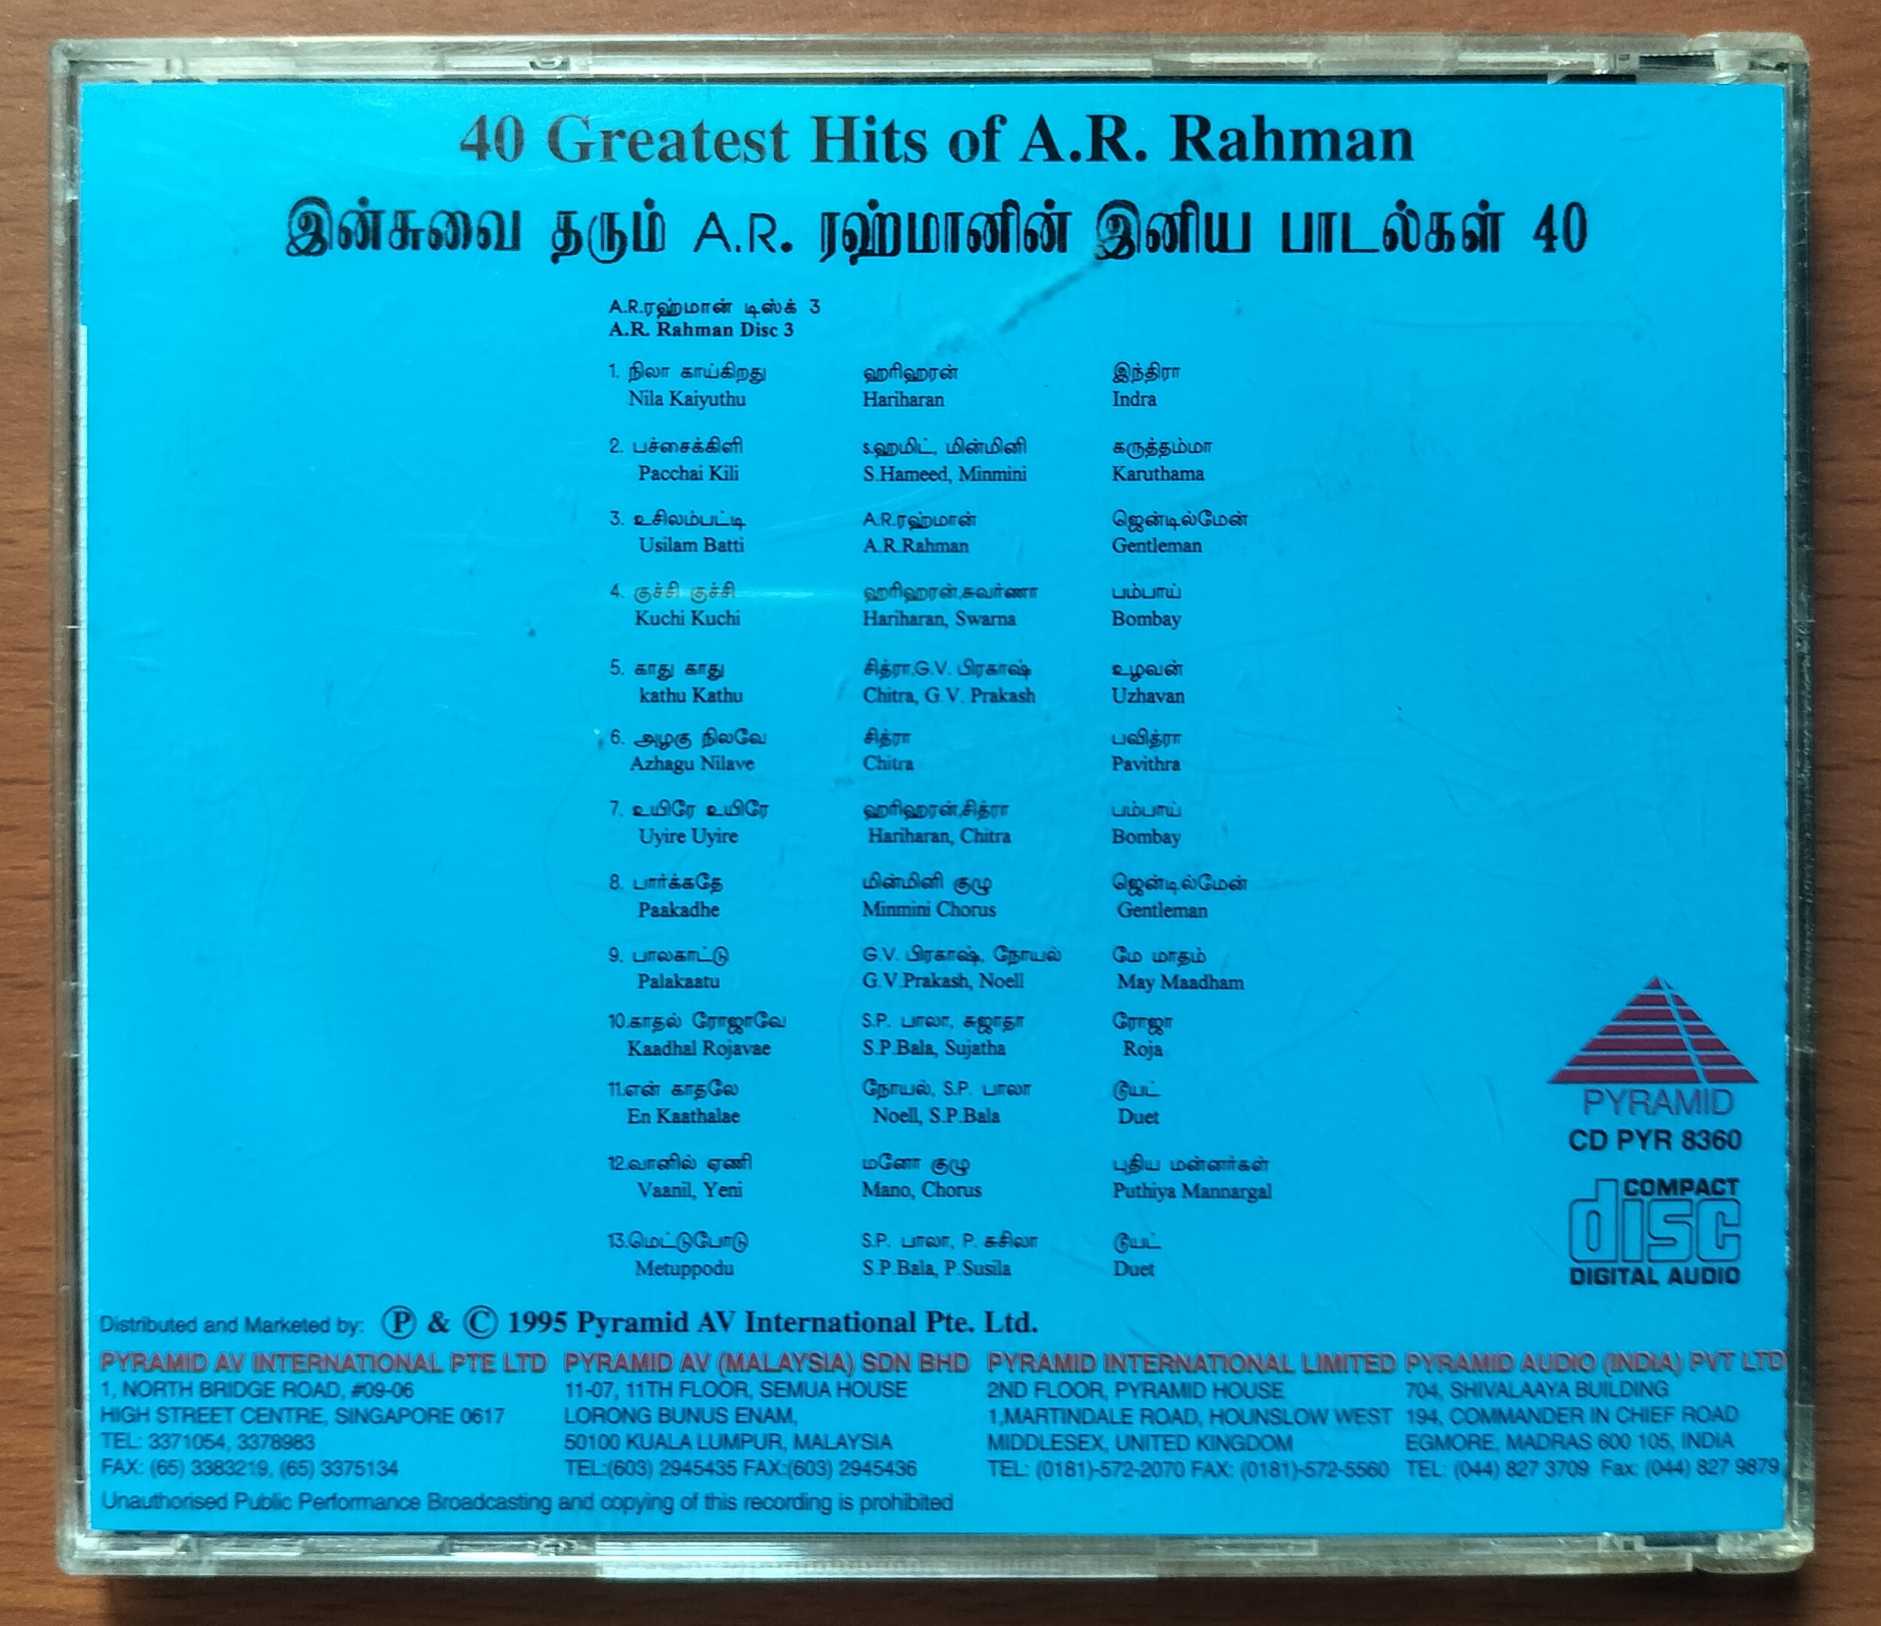 40 Greatest Hits of A.R. Rahman
இன்சுவை தரும் A.R. ரஹ்மானின் இனிய பாடல்கள் 40
A.R.ரஹ்மான் டிஸ்க் 3
A.R. Rahman Disc 3
1. நிலா காய்கிறது ஹரிஹரன் இந்திரா
Nila Kaiyuthu Hariharan Indra
2. பச்சைக்கிளி S.ஹமிட், மின்மினி கருத்தம்மா
Pacchai Kili S.Hameed, Minmini Karuthama
3. உசிலம்பட்டி A.R.ரஹ்மான் ஜென்டில்மேன்
Usilam Batti A.R.Rahman Gentleman
4. குச்சி குச்சி ஹரிஹரன்,சுவர்ணா பம்பாய்
Kuchi Kuchi Hariharan, Swarna Bombay
5. காது காது சித்ரா,G.V. பிரகாஷ் உழவன்
kathu Kathu Chitra, G.V. Prakash Uzhavan
6. அழகு நிலவே சித்ரா பவித்ரா
Azhagu Nilave Chitra Pavithra
7. உயிரே உயிரே ஹரிஹரன்,சித்ரா பம்பாய்
Uyire Uyire Hariharan, Chitra Bombay
8. பார்க்கதே மின்மினி குழு ஜென்டில்மேன்
Paakadhe Minmini Chorus Gentleman
9. பாலகாட்டு G.V. பிரகாஷ், நோயல் மே மாதம்
Palakaatu G.V.Prakash, Noell May Maadham
10.காதல் ரோஜாவே S.P. பாலா, சுஜாதா ரோஜா
Kaadhal Rojavae S.P.Bala, Sujatha Roja
11.என் காதலே நோயல், S.P. பாலா டூயட்
En Kaathalae Noell, S.P.Bala Duet
12.வானில் ஏணி மனோ குழு புதிய மன்னர்கள்
Vaanil, Yeni Mano, Chorus Puthiya Mannargal
13.மெட்டுபோடு S.P. பாலா, P. சுசிலா டூயட்
Metuppodu S.P.Bala, P.Susila Duet
PYRAMID
CD PYR 8360
COMPACT
disc
DIGITAL AUDIO
Distributed and Marketed by: Ⓟ & © 1995 Pyramid AV International Pte. Ltd.
PYRAMID AV INTERNATIONAL PTE LTD
1, NORTH BRIDGE ROAD, #09-06
HIGH STREET CENTRE, SINGAPORE 0617
TEL: 3371054, 3378983
FAX: (65) 3383219, (65) 3375134
PYRAMID AV (MALAYSIA) SDN BHD
11-07, 11TH FLOOR, SEMUA HOUSE
LORONG BUNUS ENAM,
50100 KUALA LUMPUR, MALAYSIA
TEL:(603) 2945435 FAX:(603) 2945436
PYRAMID INTERNATIONAL LIMITED
2ND FLOOR, PYRAMID HOUSE
1,MARTINDALE ROAD, HOUNSLOW WEST
MIDDLESEX, UNITED KINGDOM
TEL: (0181)-572-2070 FAX: (0181)-572-5560
PYRAMID AUDIO (INDIA) PVT LTD
704, SHIVALAAYA BUILDING
194, COMMANDER IN CHIEF ROAD
EGMORE, MADRAS 600 105, INDIA
TEL: (044) 827 3709 Fax: (044) 827 9879
Unauthorised Public Performance Broadcasting and copying of this recording is prohibited